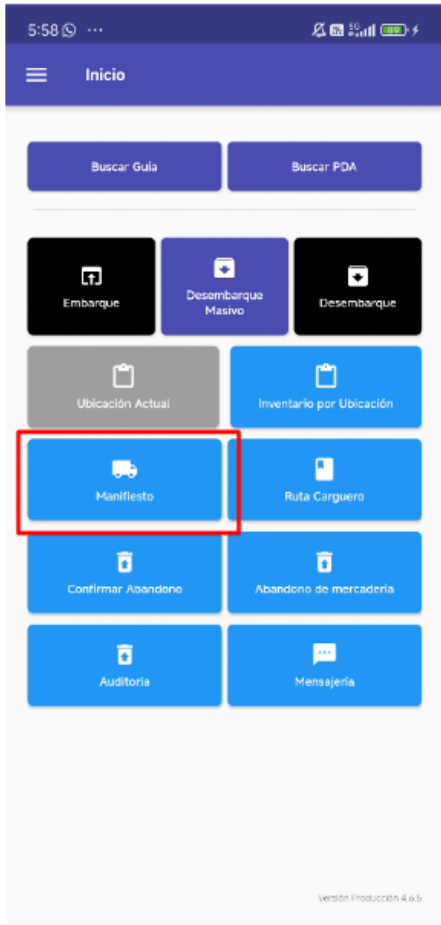 5:58
Inicio
Buscar Guia
Buscar PDA
Embarque
Desembarque
Masivo
Desembarque
Ubicación Actual
Inventario por Ubicación
Manifiesto
Ruta Carguero
Confirmar Abandono
Abandono de mercadería
Auditoria
Mensajería
Versión Producción 4.6.5